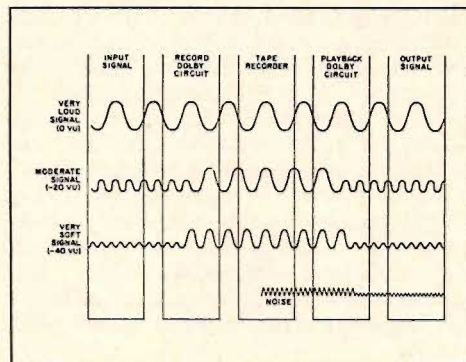 INPUT
SIGNAL
RECORD
DOLBY
CIRCUIT
TAPE
RECORDER
PLAYBACK
DOLBY
CIRCUIT
OUTPUT
SIGNAL
VERY
LOUD
SIGNAL
(0 VU)
MODERATE
SIGNAL
(-20 VU)
VERY
SOFT
SIGNAL
(-40 VU)
NOISE